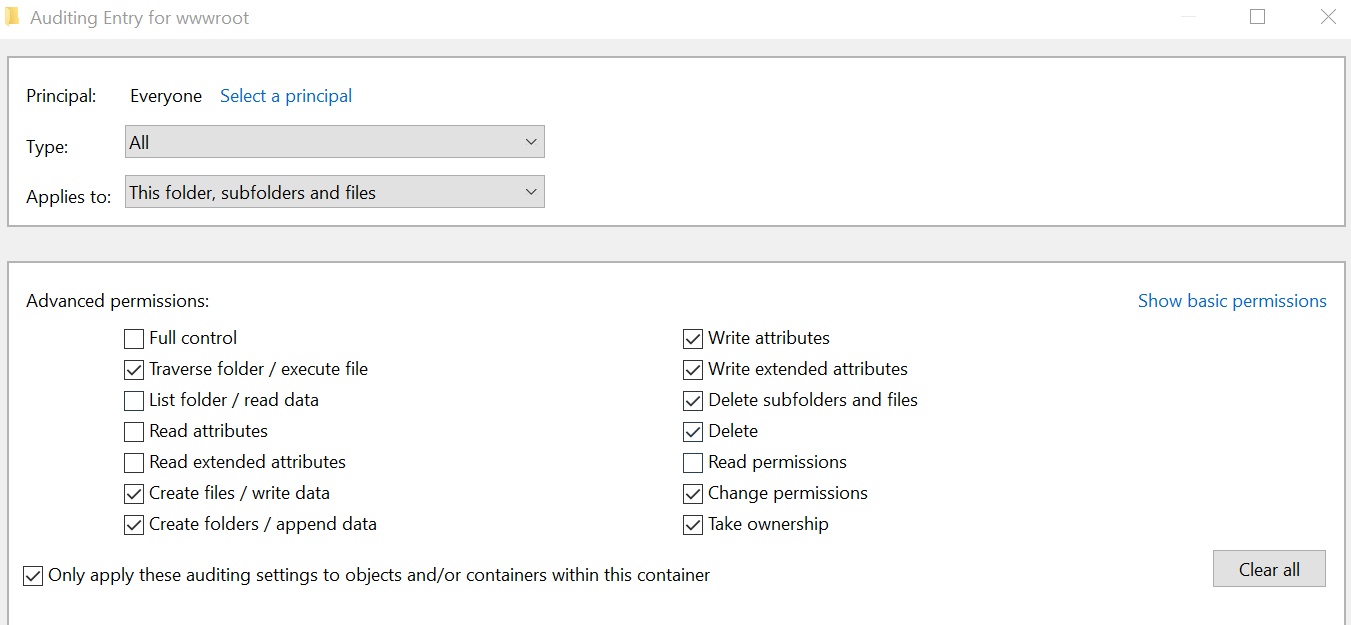 Auditing Entry for wwwroot
Principal: Everyone Select a principal
Type: All
Applies to: This folder, subfolders and files
Advanced permissions: Show basic permissions
Full control Write attributes
Traverse folder / execute file Write extended attributes
List folder / read data Delete subfolders and files
Read attributes Delete
Read extended attributes Read permissions
Create files / write data Change permissions
Create folders / append data Take ownership
Only apply these auditing settings to objects and/or containers within this container Clear all